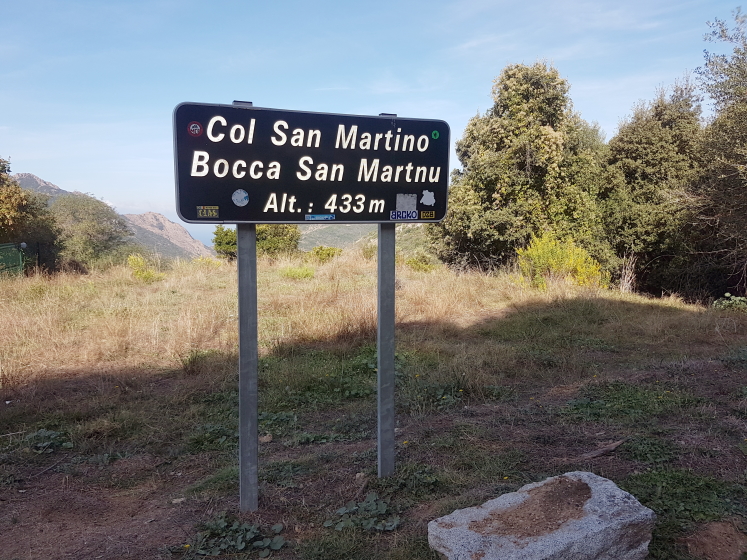 Col San Martino
Bocca San Martnu
Alt. : 433 m